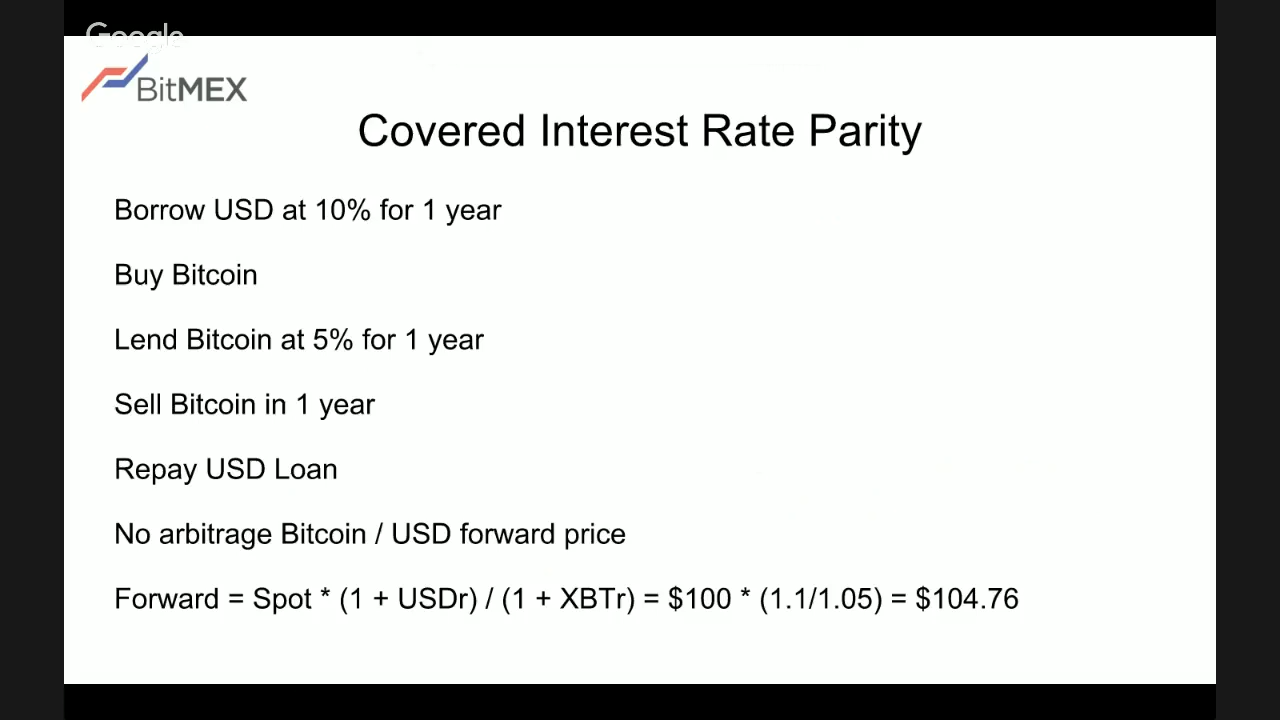 Google
BitMEX
Covered Interest Rate Parity
Borrow USD at 10% for 1 year
Buy Bitcoin
Lend Bitcoin at 5% for 1 year
Sell Bitcoin in 1 year
Repay USD Loan
No arbitrage Bitcoin / USD forward price
Forward = Spot * (1 + USDr) / (1 + XBTr) = $100 * (1.1/1.05) = $104.76